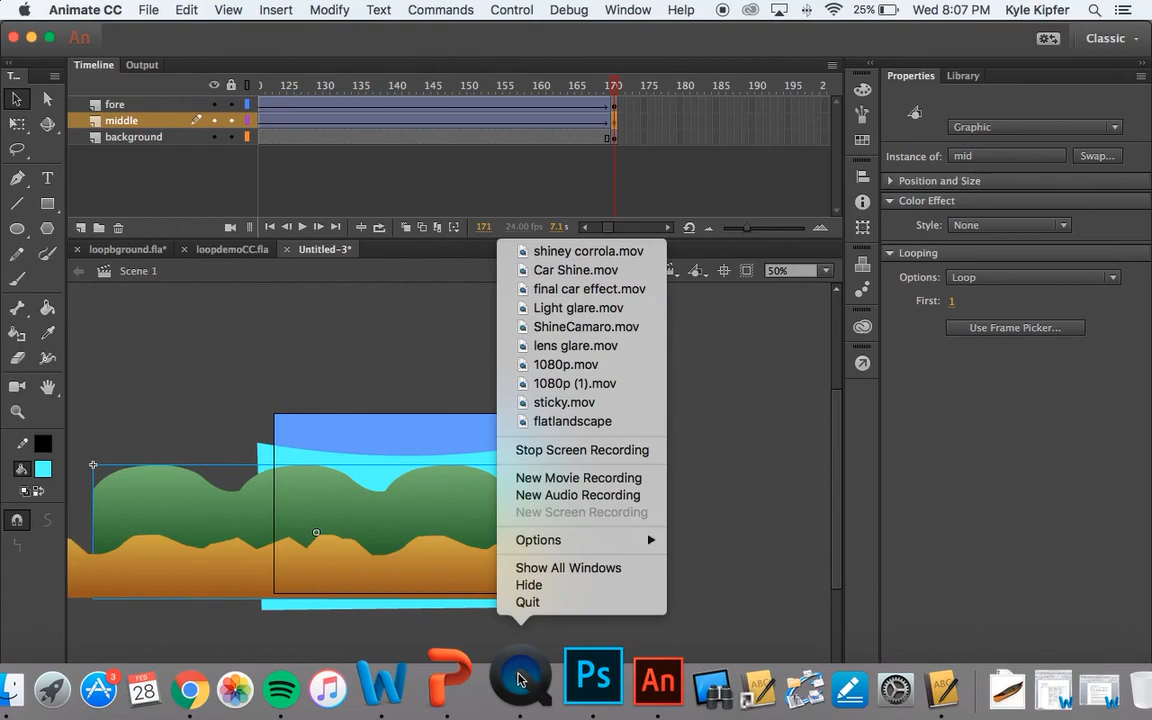 Animate CC File Edit View Insert Modify Text Commands Control Debug Window Help 25% Wed 8:07 PM Kyle Kipfer
An Classic
Timeline Output
T...
Properties Library
125 130 135 140 145 150 155 160 165 170 175 180 185 190 195 2
fore
middle
background
Graphic
Instance of: mid Swap...
Position and Size
Color Effect
Style: None
171 24.00 fps 7.1 s
loopbground.fla* loopdemoCC.fla Untitled-3*
Scene 1
50%
Looping
Options: Loop
First: 1
Use Frame Picker...
shiney corrola.mov
Car Shine.mov
final car effect.mov
Light glare.mov
ShineCamaro.mov
lens glare.mov
1080p.mov
1080p (1).mov
sticky.mov
flatlandscape
Stop Screen Recording
New Movie Recording
New Audio Recording
New Screen Recording
Options
Show All Windows
Hide
Quit
3
FEB
28
W
P
Ps
An